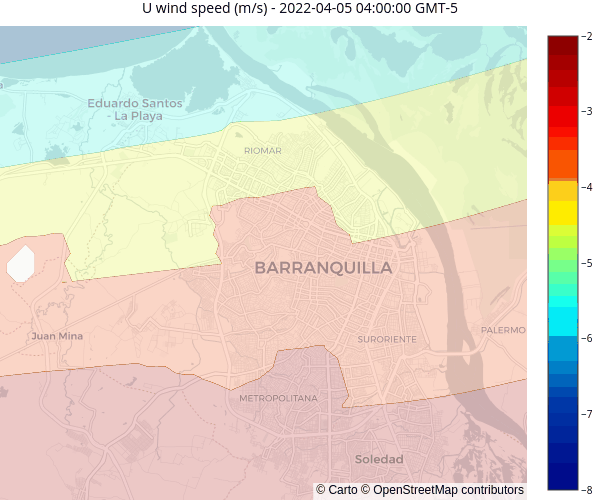 U wind speed (m/s) - 2022-04-05 04:00:00 GMT-5
−2
Eduardo Santos
- La Playa
−3
RIOMAR
−4
BARRANQUILLA
−5
Juan Mina
PALERMO
SURORIENTE
−6
METROPOLITANA
−7
Soledad
© Carto © OpenStreetMap contributors
−8